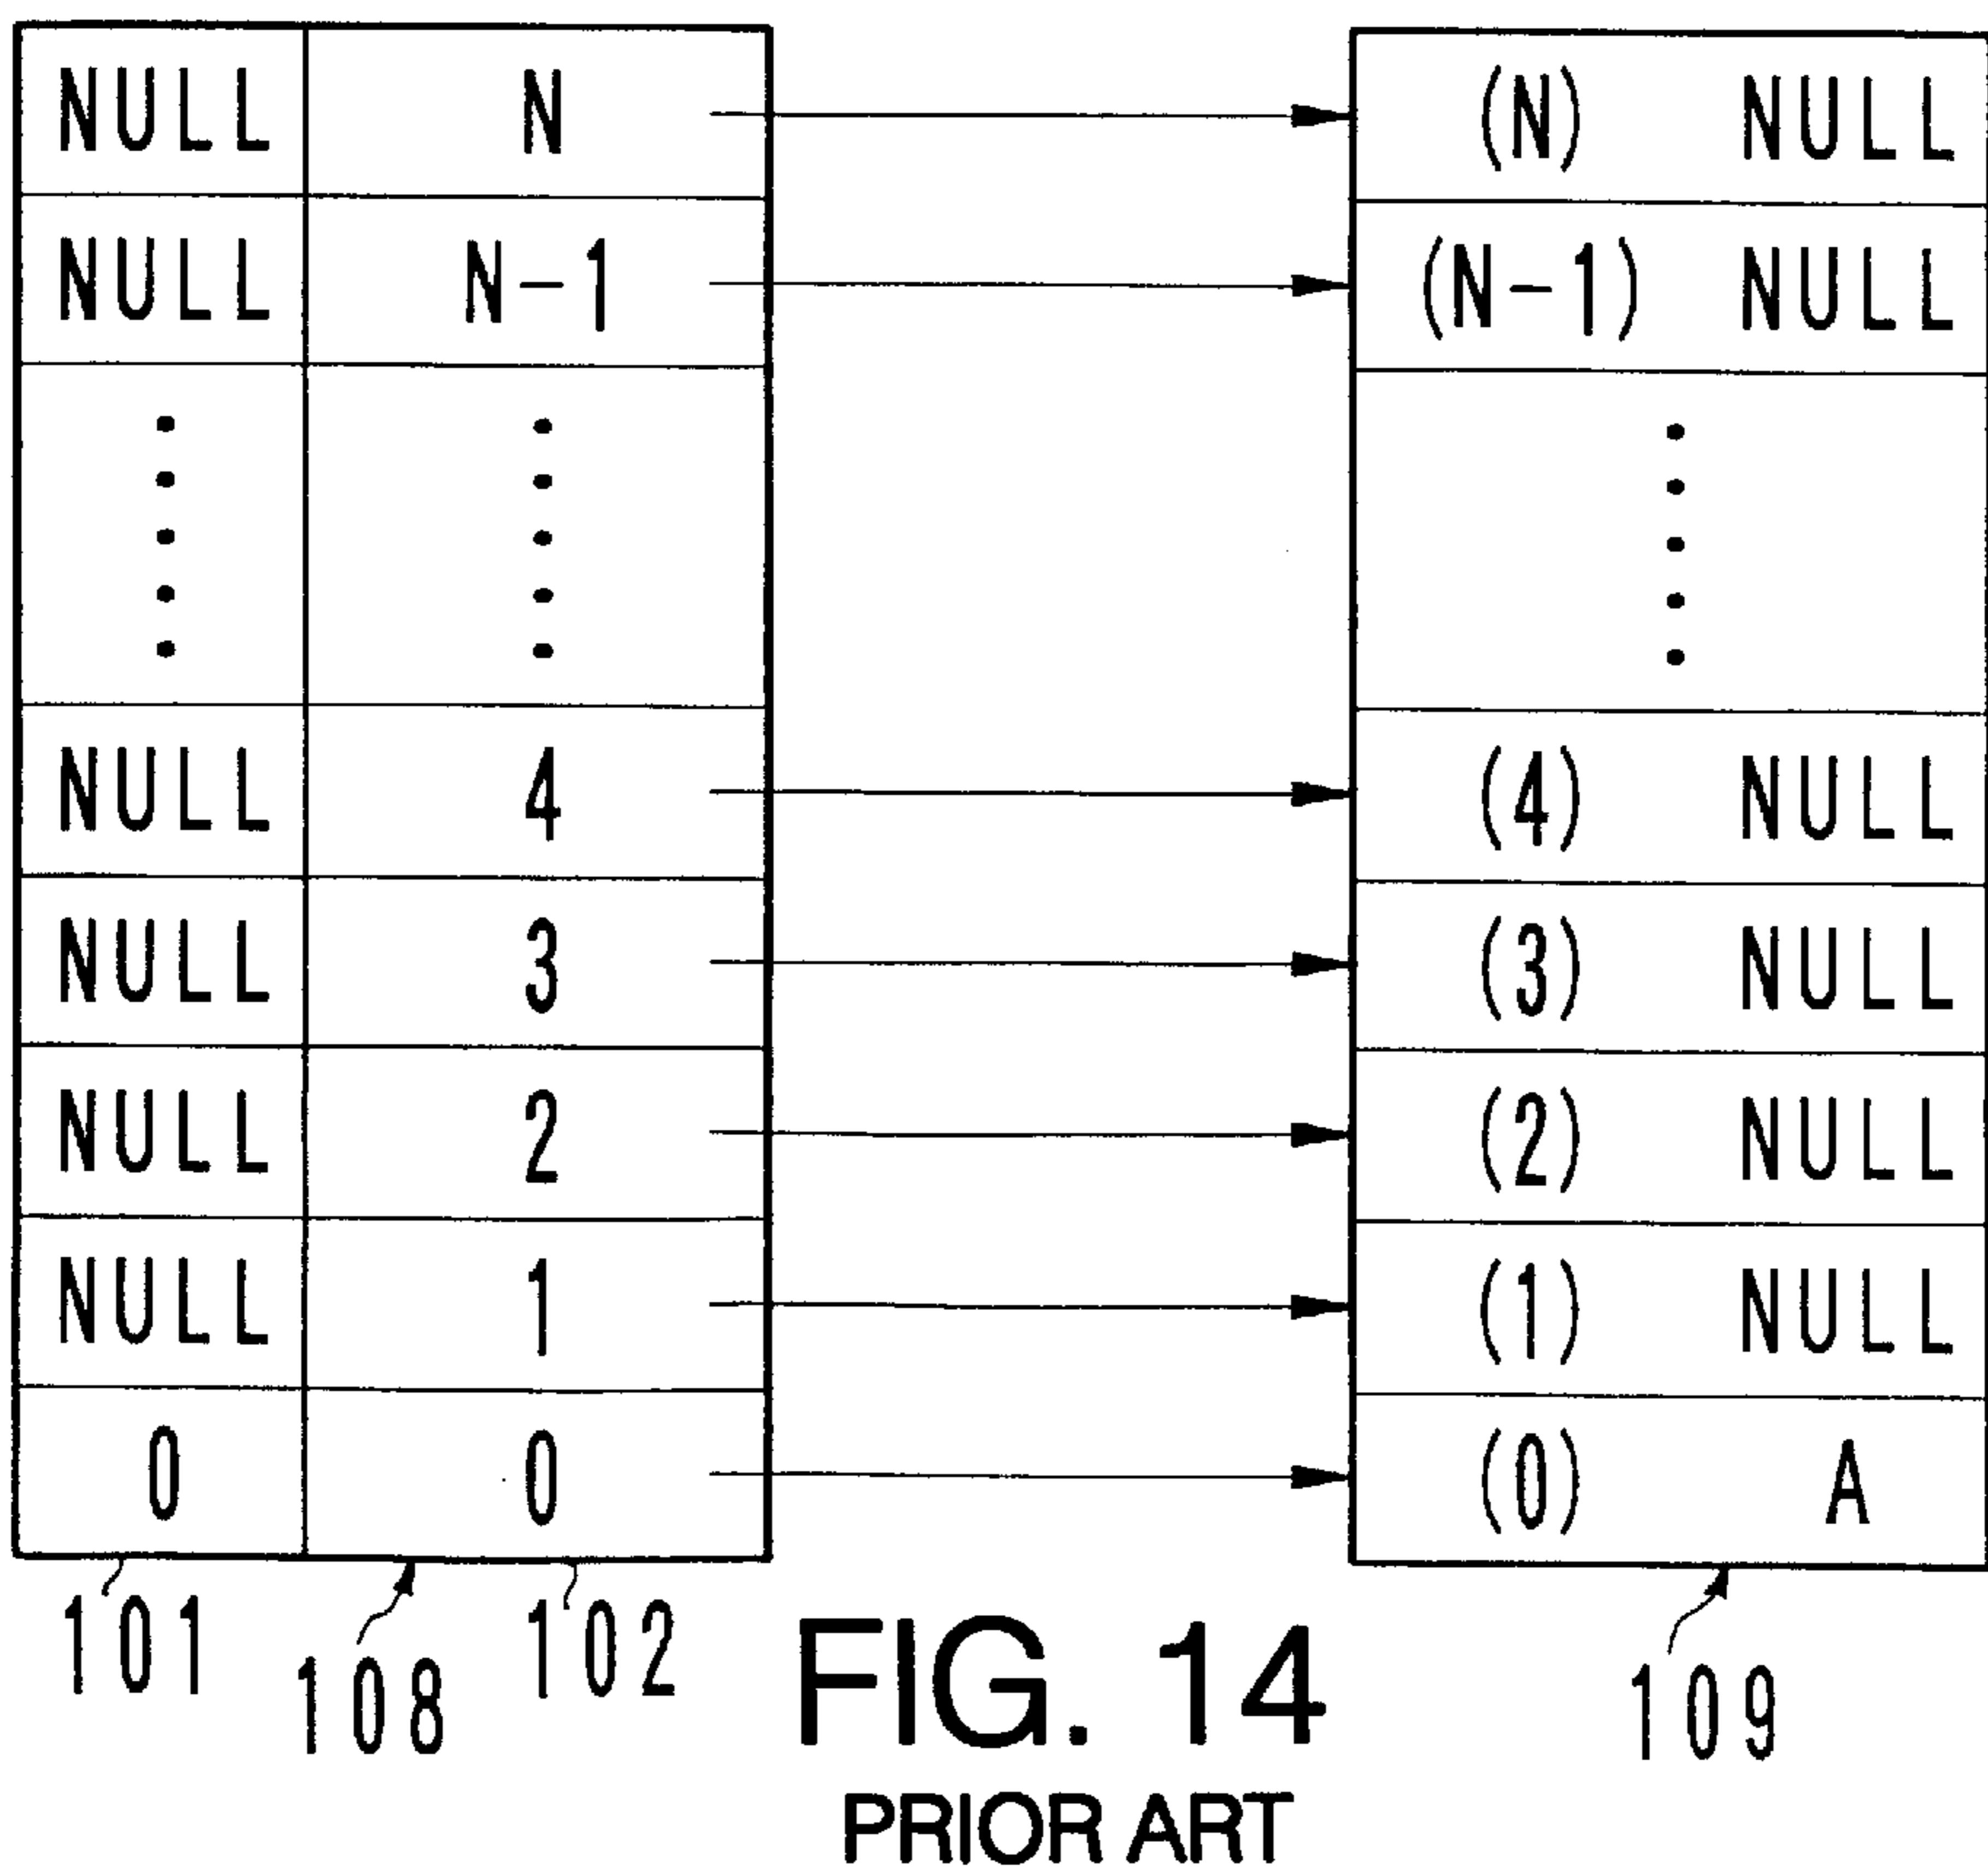 NULL N (N) NULL
NULL N-1 (N-1) NULL
NULL 4 (4) NULL
NULL 3 (3) NULL
NULL 2 (2) NULL
NULL 1 (1) NULL
0 0 (0) A
101 108 102 109
FIG. 14
PRIOR ART